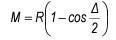 M = R(1 - cos Δ/2)